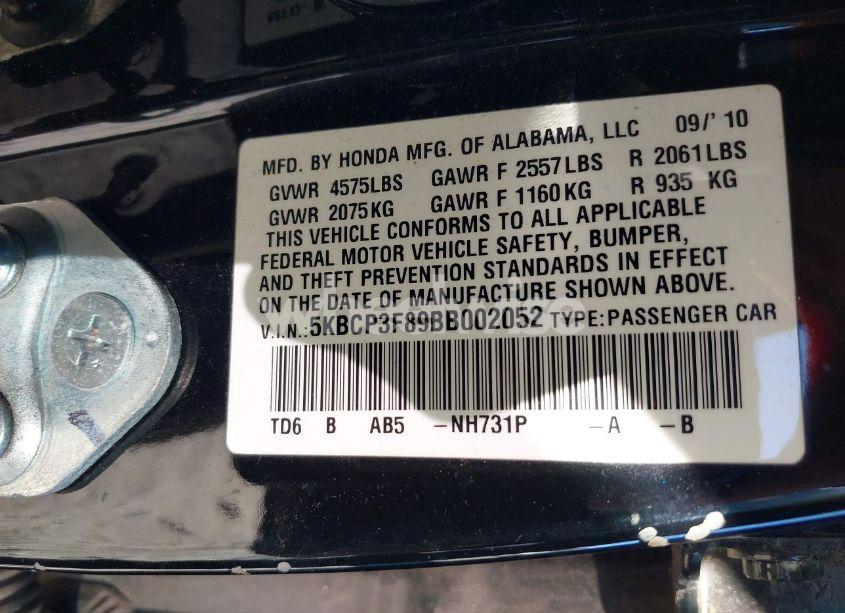 MFD. BY HONDA MFG. OF ALABAMA, LLC 09/' 10
GVWR 4575LBS GAWR F 2557LBS R 2061LBS
GVWR 2075KG GAWR F 1160KG R 935 KG
THIS VEHICLE CONFORMS TO ALL APPLICABLE
FEDERAL MOTOR VEHICLE SAFETY, BUMPER,
AND THEFT PREVENTION STANDARDS IN EFFECT
ON THE DATE OF MANUFACTURE SHOWN ABOVE.
V.I.N.:5KBCP3F89BB002052 TYPE:PASSENGER CAR
TD6 B AB5 -NH731P -A -B